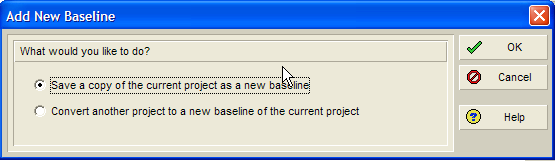 Add New Baseline
What would you like to do?
OK
Save a copy of the current project as a new baseline
Cancel
Convert another project to a new baseline of the current project
Help